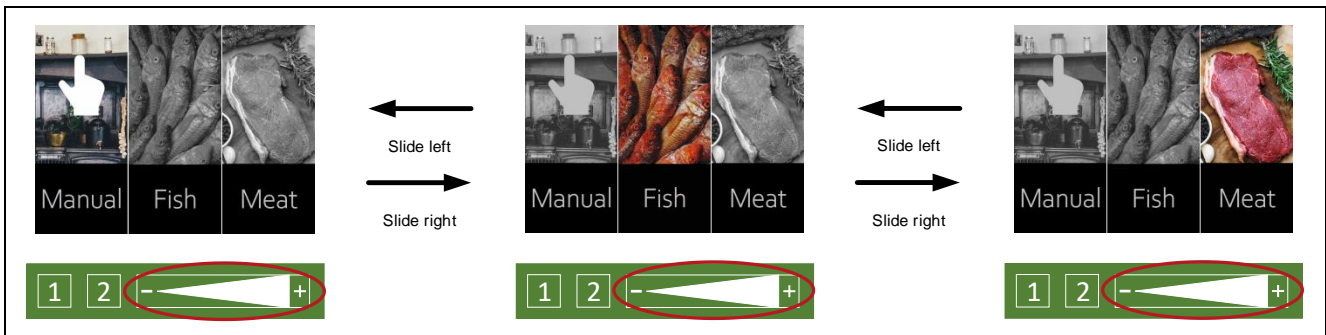 Manual Fish Meat
Slide left
Slide right
Manual Fish Meat
Slide left
Slide right
Manual Fish Meat
1 2 - +
1 2 - +
1 2 - +